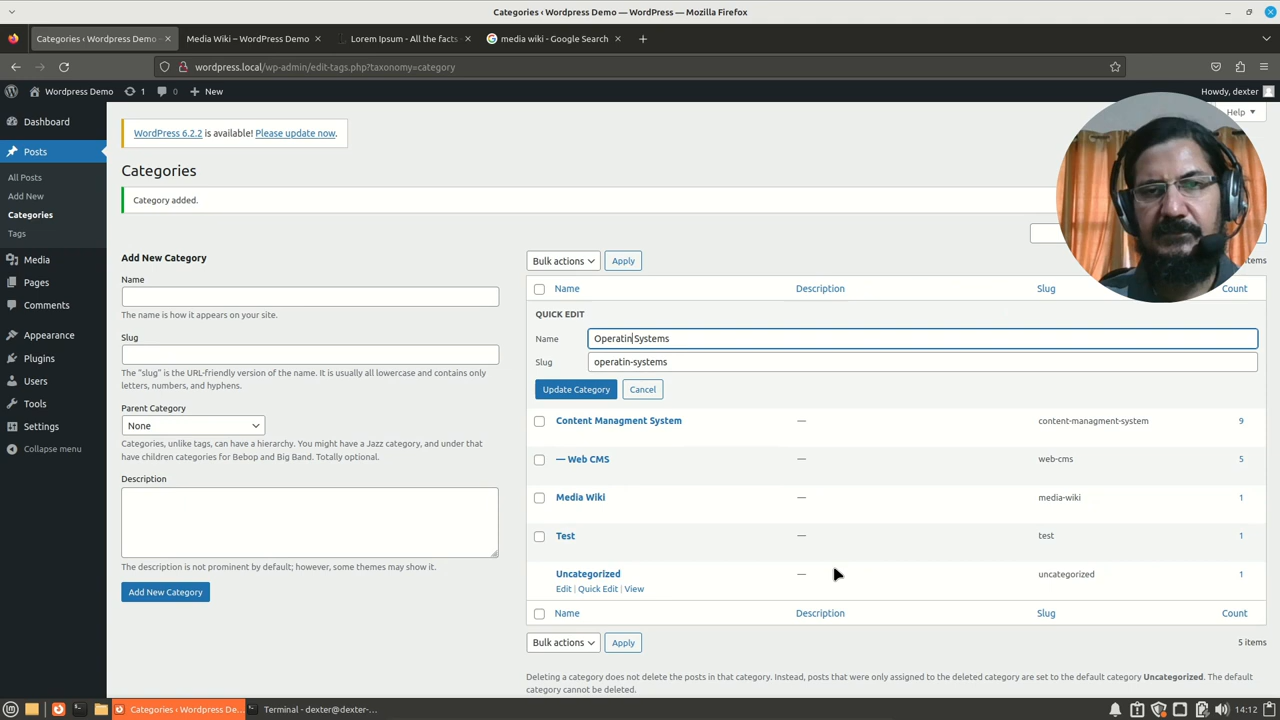 Categories ‹ Wordpress Demo — WordPress — Mozilla Firefox
Categories ‹ Wordpress Demo
Media Wiki – WordPress Demo
Lorem Ipsum - All the facts
media wiki - Google Search
wordpress.local/wp-admin/edit-tags.php?taxonomy=category
Wordpress Demo
1
0
New
Howdy, dexter
Help
Dashboard
WordPress 6.2.2 is available! Please update now.
Posts
All Posts
Add New
Categories
Tags
Media
Pages
Comments
Appearance
Plugins
Users
Tools
Settings
Collapse menu
Categories
Category added.
Add New Category
Name
The name is how it appears on your site.
Slug
The "slug" is the URL-friendly version of the name. It is usually all lowercase and contains only
letters, numbers, and hyphens.
Parent Category
None
Categories, unlike tags, can have a hierarchy. You might have a Jazz category, and under that
have children categories for Bebop and Big Band. Totally optional.
Description
The description is not prominent by default; however, some themes may show it.
Add New Category
Bulk actions
Apply
items
Name Description Slug Count
QUICK EDIT
Name Operatin Systems
Slug operatin-systems
Update Category
Cancel
Content Managment System — content-managment-system 9
— Web CMS — web-cms 5
Media Wiki — media-wiki 1
Test — test 1
Uncategorized — uncategorized 1
Edit | Quick Edit | View
Name Description Slug Count
Bulk actions
Apply
5 items
Deleting a category does not delete the posts in that category. Instead, posts that were only assigned to the deleted category are set to the default category Uncategorized. The default
category cannot be deleted.
Categories ‹ Wordpress De...
Terminal - dexter@dexter-...
14:12